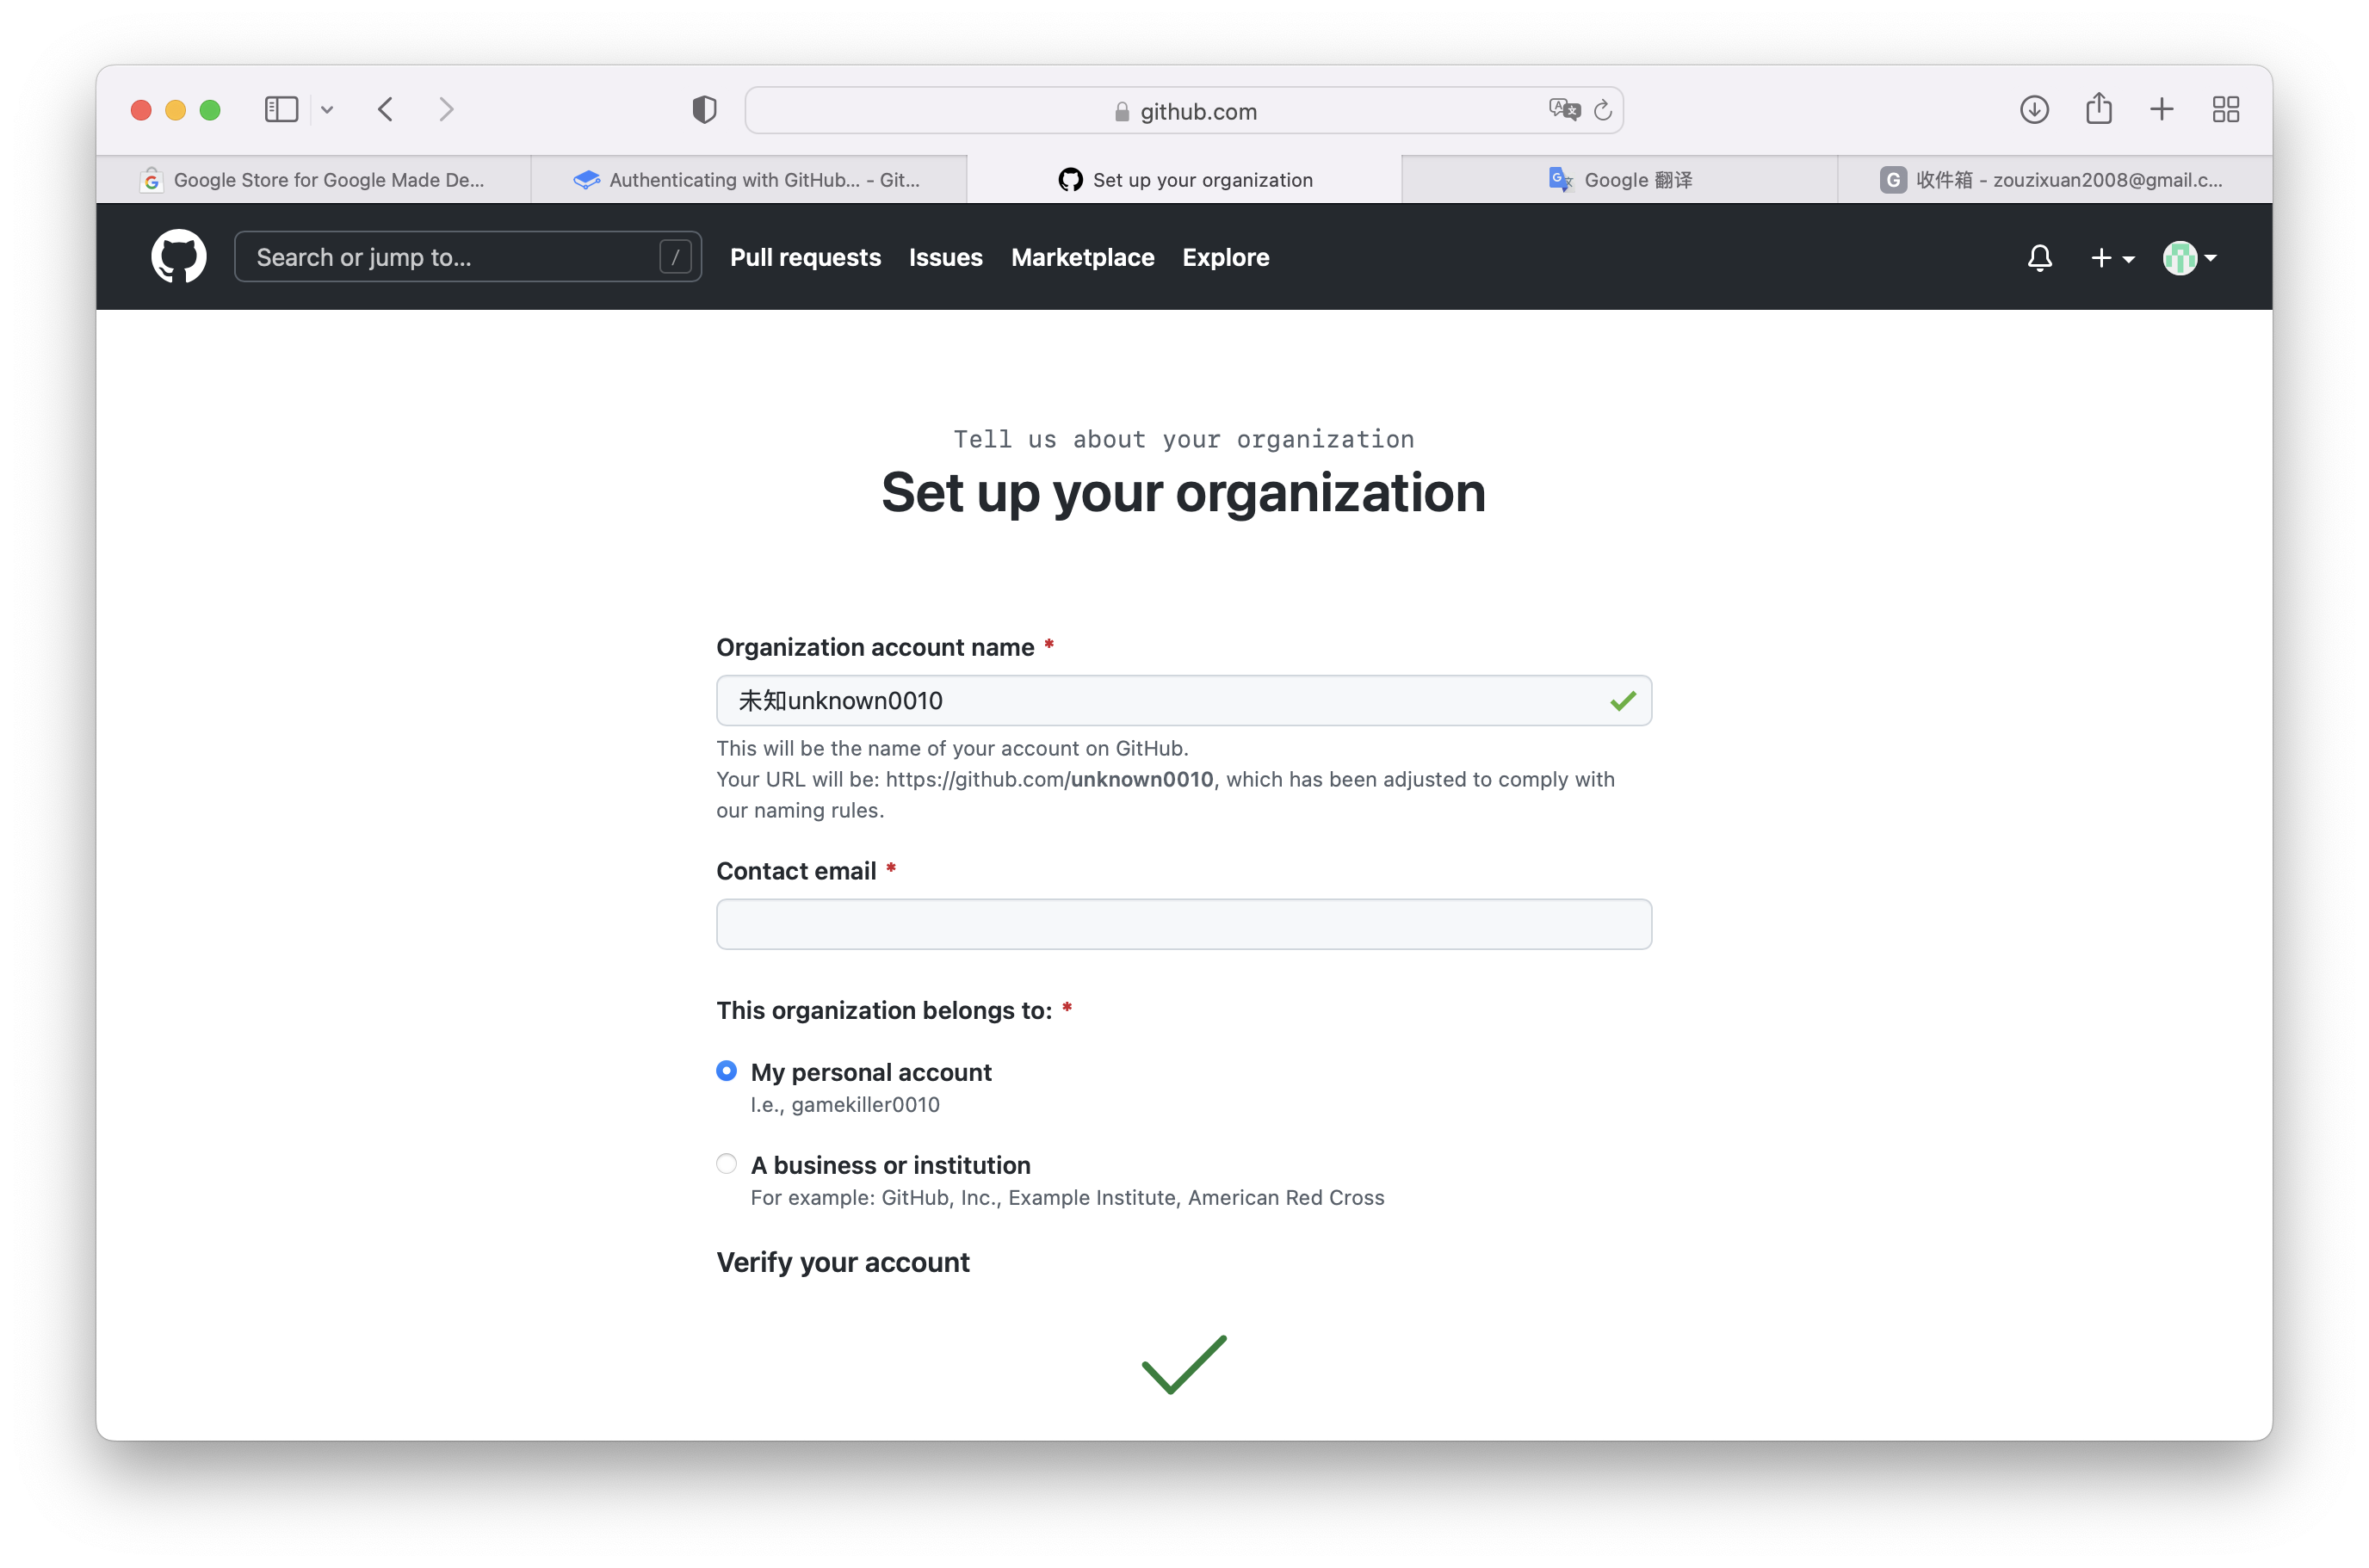 github.com
Google Store for Google Made De...
Authenticating with GitHub... - Git...
Set up your organization
Google 翻译
收件箱 - zouzixuan2008@gmail.c...
Search or jump to...
/
Pull requests
Issues
Marketplace
Explore
Tell us about your organization
Set up your organization
Organization account name *
未知unknown0010
This will be the name of your account on GitHub.
Your URL will be: https://github.com/unknown0010, which has been adjusted to comply with
our naming rules.
Contact email *
This organization belongs to: *
My personal account
I.e., gamekiller0010
A business or institution
For example: GitHub, Inc., Example Institute, American Red Cross
Verify your account